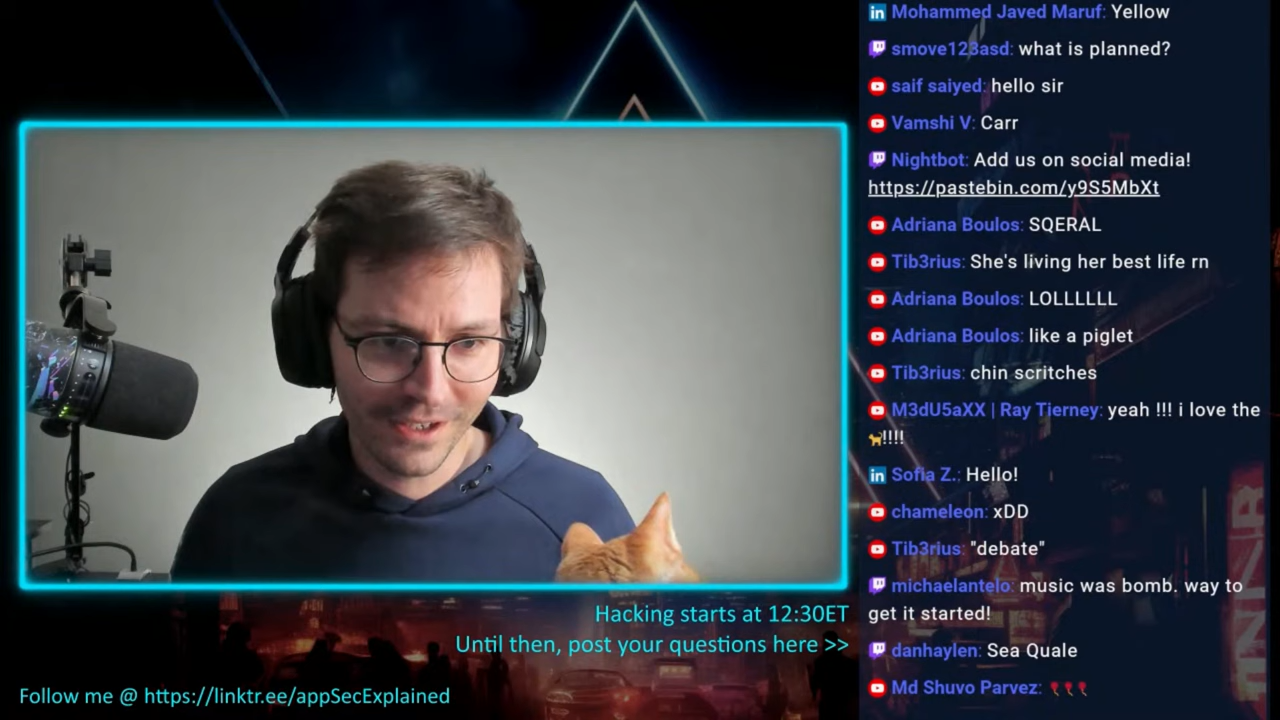 Mohammed Javed Maruf: Yellow
smove123asd: what is planned?
saif saiyed: hello sir
Vamshi V: Carr
Nightbot: Add us on social media!
https://pastebin.com/y9S5MbXt
Adriana Boulos: SQERAL
Tib3rius: She's living her best life rn
Adriana Boulos: LOLLLLLL
Adriana Boulos: like a piglet
Tib3rius: chin scritches
M3dU5aXX | Ray Tierney: yeah !!! i love the
🐈!!!!
Sofia Z.: Hello!
chameleon: xDD
Tib3rius: "debate"
michaelantelo: music was bomb. way to
get it started!
danhaylen: Sea Quale
Md Shuvo Parvez: 🌹🌹🌹
Hacking starts at 12:30ET
Until then, post your questions here >>
Follow me @ https://linktr.ee/appSecExplained